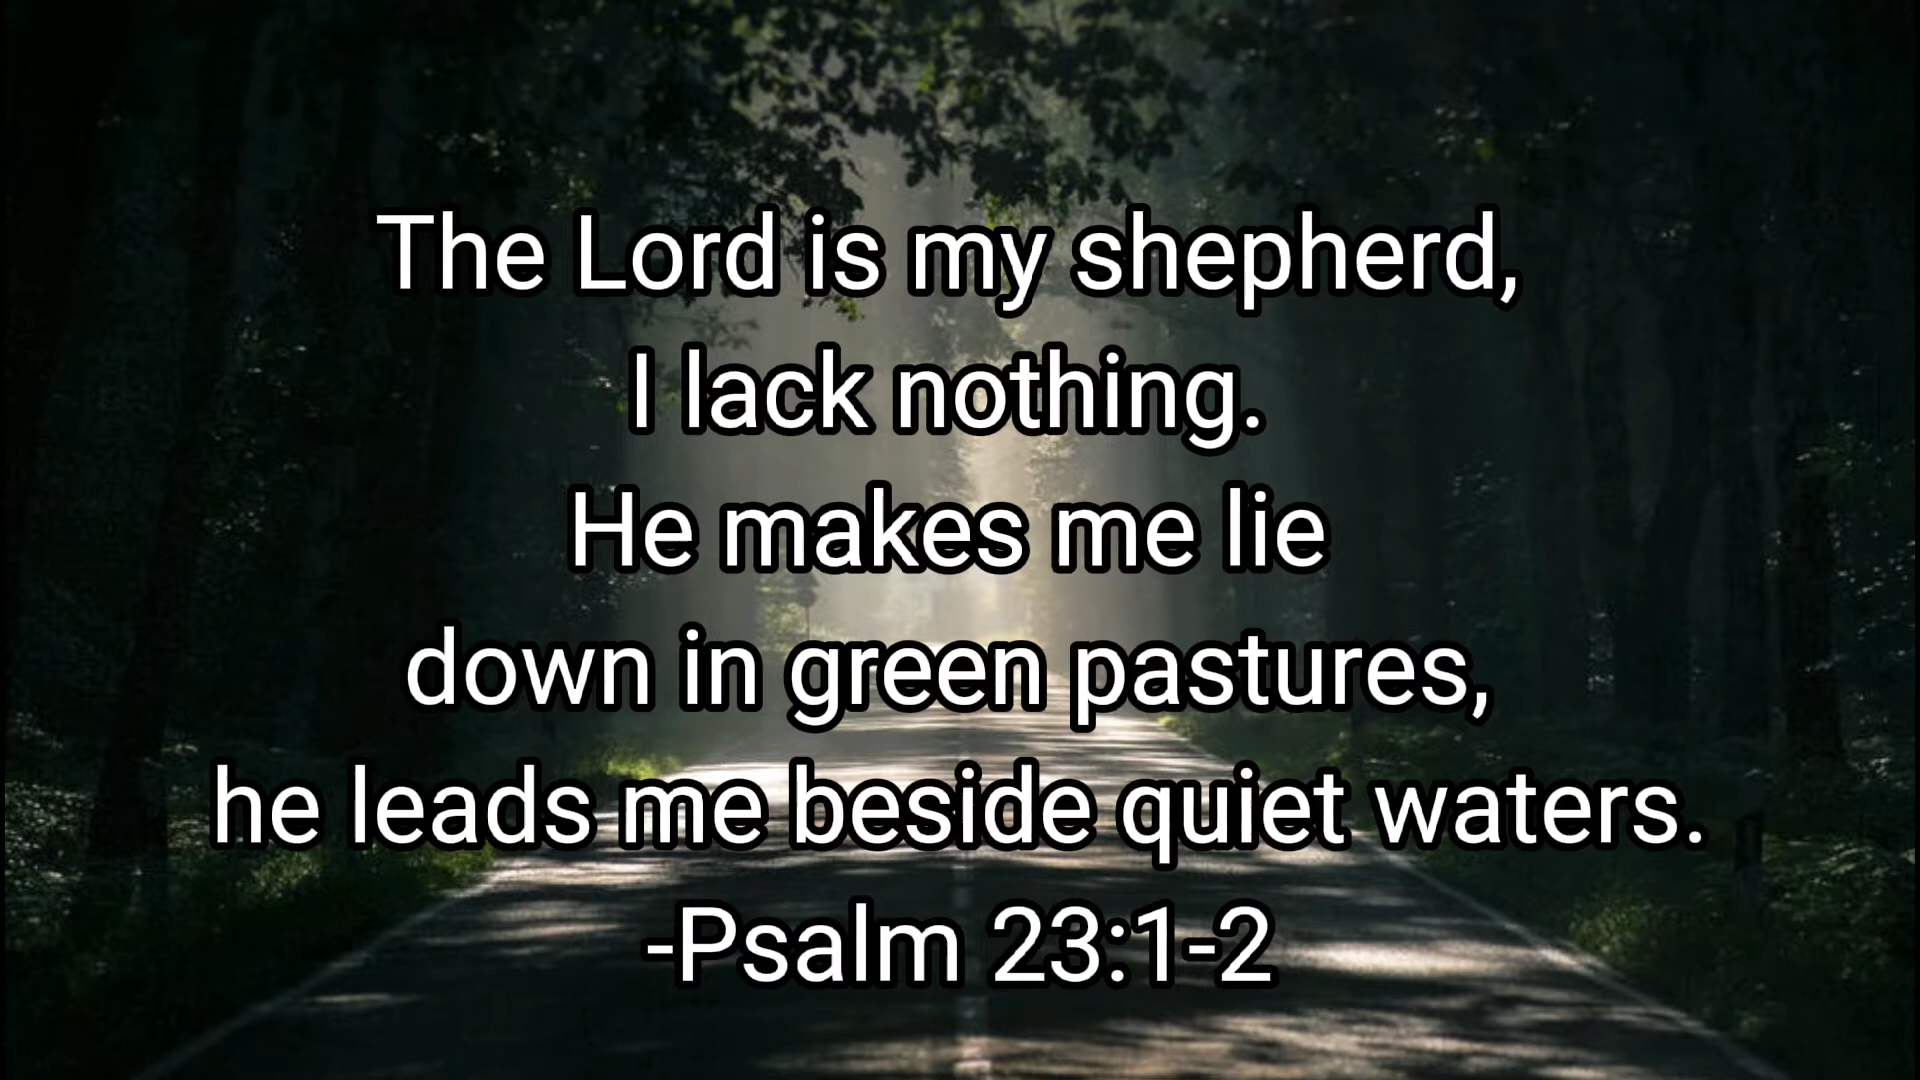 The Lord is my shepherd,
I lack nothing.
He makes me lie
down in green pastures,
he leads me beside quiet waters.
-Psalm 23:1-2